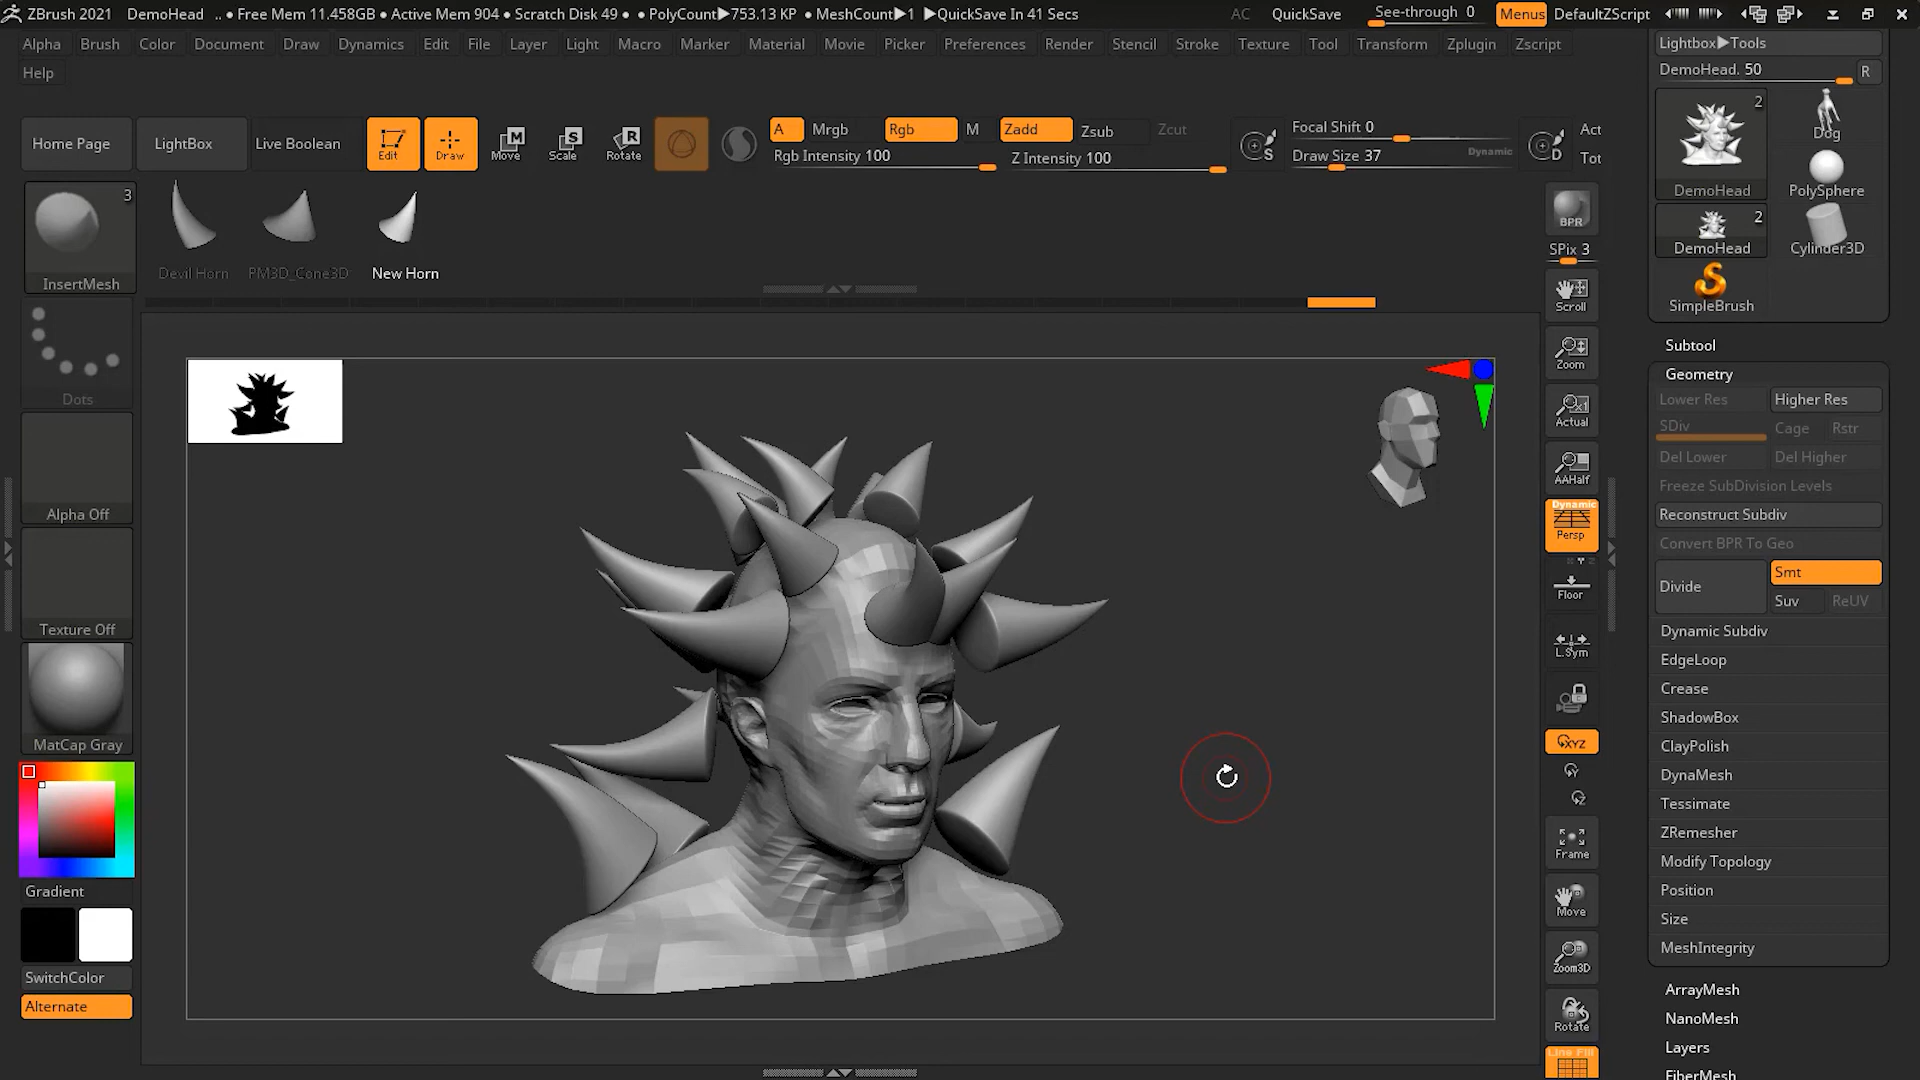 ZBrush 2021 DemoHead .. • Free Mem 11.458GB • Active Mem 904 • Scratch Disk 49 • • PolyCount▶753.13 KP • MeshCount▶1 ▶QuickSave In 41 Secs AC QuickSave See-through 0 Menus DefaultZScript
Alpha Brush Color Document Draw Dynamics Edit File Layer Light Macro Marker Material Movie Picker Preferences Render Stencil Stroke Texture Tool Transform Zplugin Zscript
Help
Home Page LightBox Live Boolean Edit Draw Move Scale Rotate
M S R
A Mrgb Rgb M Zadd Zsub Zcut
Rgb Intensity 100 Z Intensity 100
S Focal Shift 0
Draw Size 37 Dynamic
D Act
Tot
3
InsertMesh
Devil Horn PM3D_Cone3D New Horn
Dots
Alpha Off
Texture Off
MatCap Gray
Gradient
SwitchColor
Alternate
BPR
SPix 3
Scroll
Zoom
Actual
AAHalf
Dynamic
Persp
Floor
L.Sym
XYZ
Y
Z
Frame
Move
Zoom3D
Rotate
Line Fill
Lightbox▶Tools
DemoHead. 50 R
2
DemoHead
Dog
PolySphere
2
DemoHead
Cylinder3D
SimpleBrush
Subtool
Geometry
Lower Res Higher Res
SDiv Cage Rstr
Del Lower Del Higher
Freeze SubDivision Levels
Reconstruct Subdiv
Convert BPR To Geo
Divide Smt
Suv ReUV
Dynamic Subdiv
EdgeLoop
Crease
ShadowBox
ClayPolish
DynaMesh
Tessimate
ZRemesher
Modify Topology
Position
Size
MeshIntegrity
ArrayMesh
NanoMesh
Layers
FiberMesh